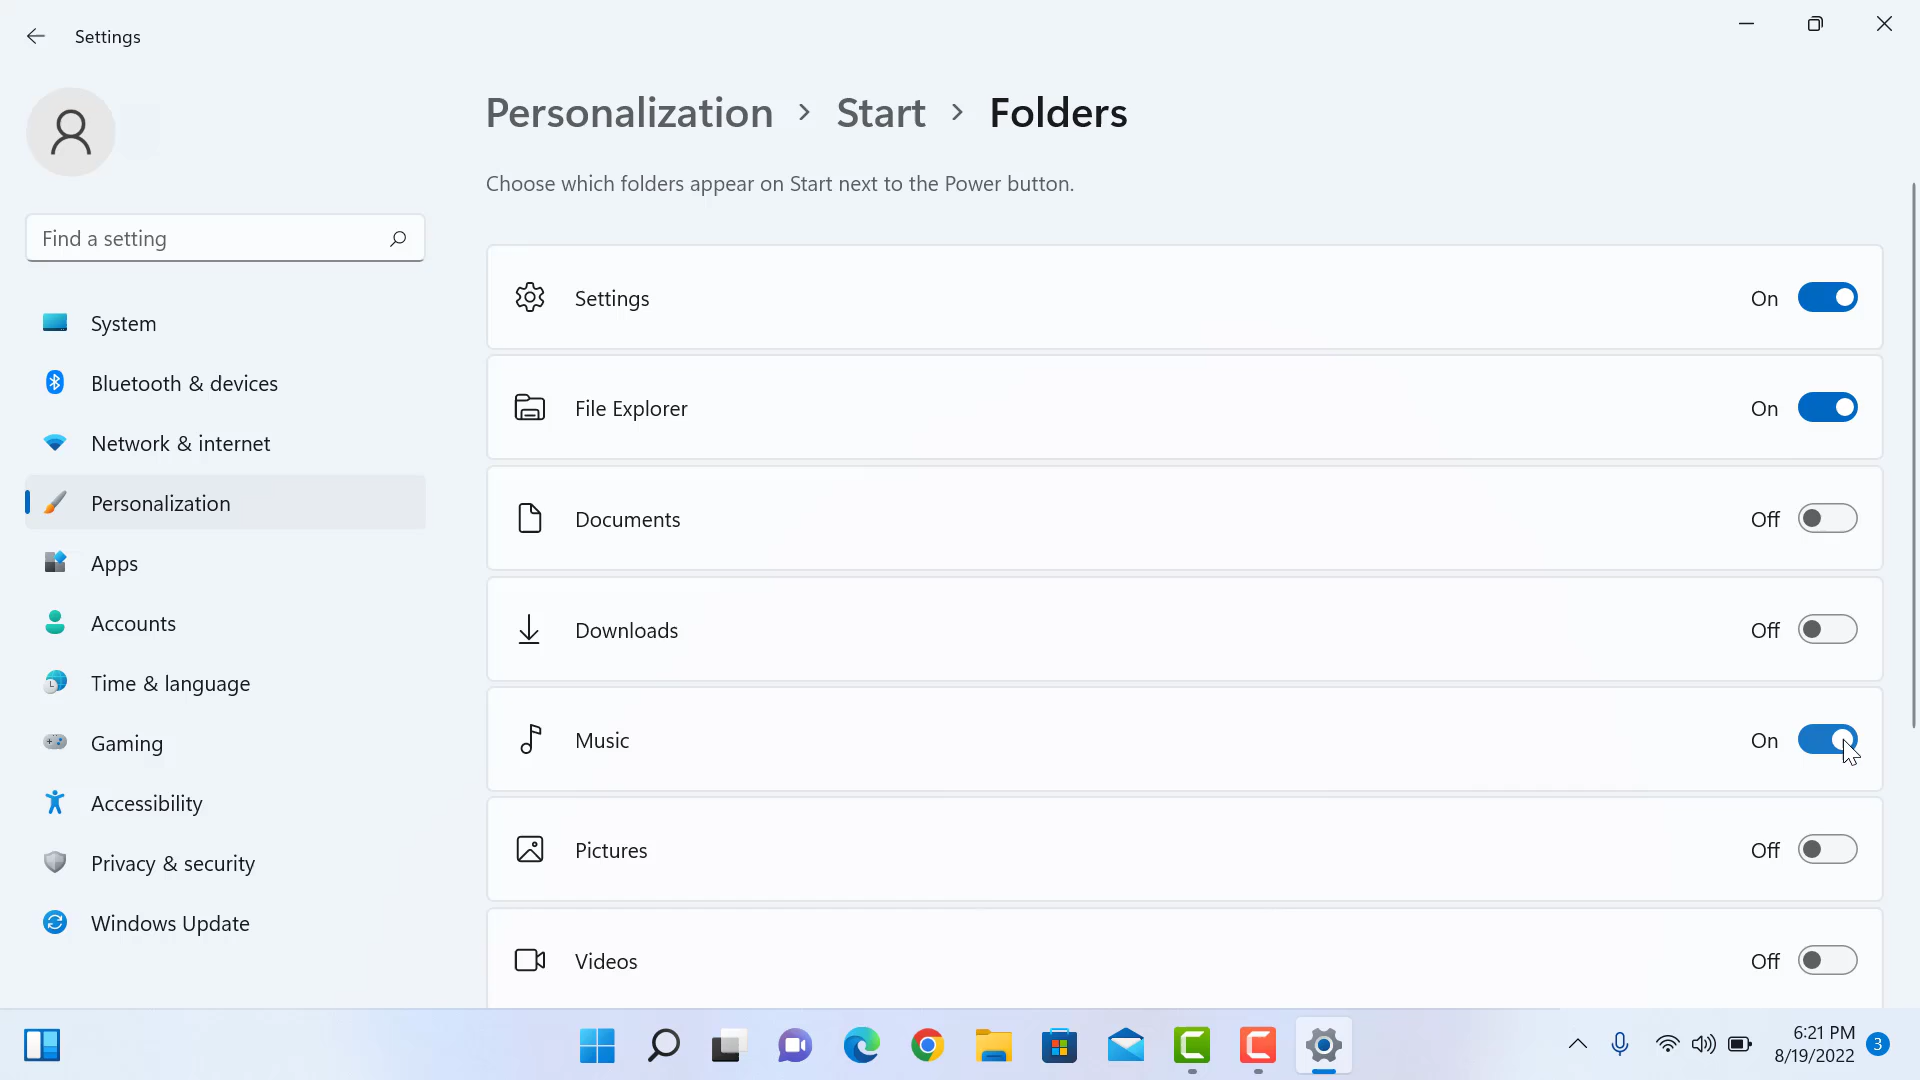 Settings
Personalization > Start > Folders
Choose which folders appear on Start next to the Power button.
Find a setting
System
Bluetooth & devices
Network & internet
Personalization
Apps
Accounts
Time & language
Gaming
Accessibility
Privacy & security
Windows Update
Settings On
File Explorer On
Documents Off
Downloads Off
Music On
Pictures Off
Videos Off
6:21 PM
8/19/2022
3